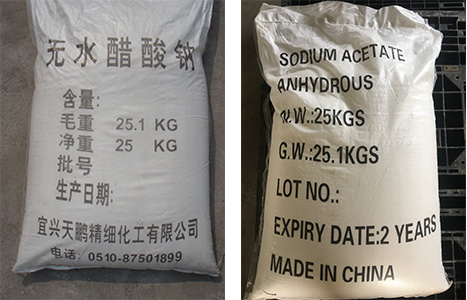 无水醋酸钠
含量:
毛重 25.1 KG
净重 25 KG
批号
生产日期:
宜兴天鹏精细化工有限公司
电话: 0510-87501899
SODIUM ACETATE
ANHYDROUS
N.W.:25KGS
G.W.:25.1KGS
LOT NO.:
EXPIRY DATE:2 YEARS
MADE IN CHINA